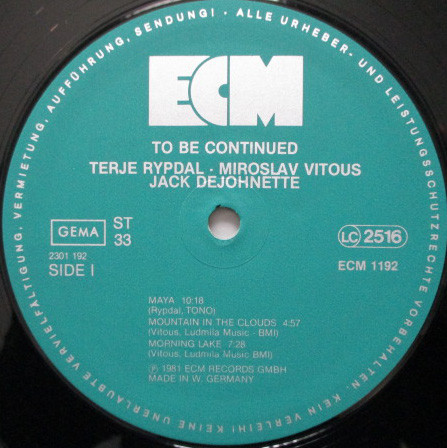 ALLE URHEBER- UND LEISTUNGSSCHUTZRECHTE VORBEHALTEN. KEIN VERLEIH! KEINE UNERLAUBTE VERVIELFÄLTIGUNG, VERMIETUNG, AUFFÜHRUNG, SENDUNG! ·
ECM
TO BE CONTINUED
TERJE RYPDAL · MIROSLAV VITOUS
JACK DEJOHNETTE
GEMA
ST
33
LC 2516
2301 192
SIDE I
ECM 1192
MAYA 10:18
(Rypdal, TONO)
MOUNTAIN IN THE CLOUDS 4:57
(Vitous, Ludmila Music - BMI)
MORNING LAKE 7:28
(Vitous, Ludmila Music BMI)
℗ 1981 ECM RECORDS GMBH
MADE IN W. GERMANY